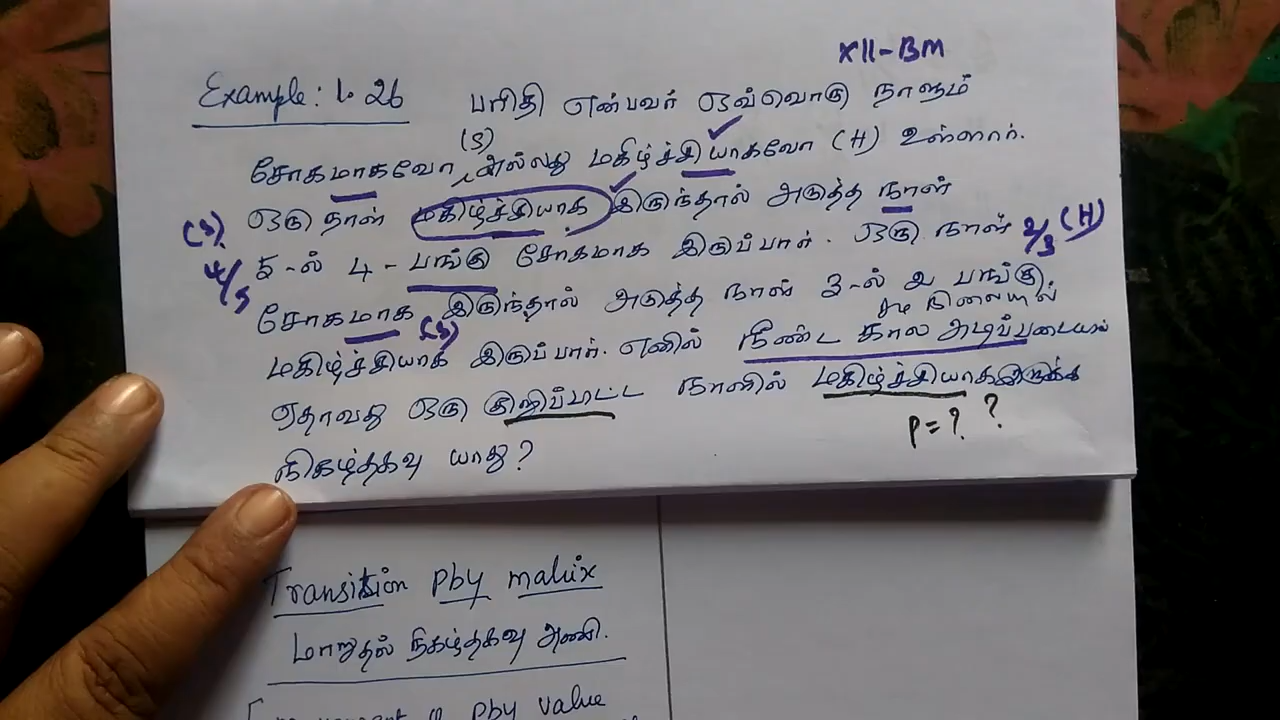 XII-BM
Example: 1.26 பரிதி என்பவர் ஒவ்வொரு நாளும்
(S)
சோகமாகவோ, அல்லது மகிழ்ச்சியாகவோ (H) உள்ளார்.
ஒரு நாள் மகிழ்ச்சியாக இருந்தால் அடுத்த நாள்
(S) 4/5 5-ல் 4-பங்கு சோகமாக இருப்பார். ஒரு நாள் 2/3 (H)
சோகமாக இருந்தால் அடுத்த நாள் 3-ல் 2 பங்கு
(S) சம நிலையில்
மகிழ்ச்சியாக இருப்பார். எனில் நீண்ட கால அடிப்படையில்
ஏதாவது ஒரு குறிப்பிட்ட நாளில் மகிழ்ச்சியாக இருக்க
P=? ?
நிகழ்தகவு யாது?
Transition Pby matrix
மாறுதல் நிகழ்தகவு அணி.
Pby value